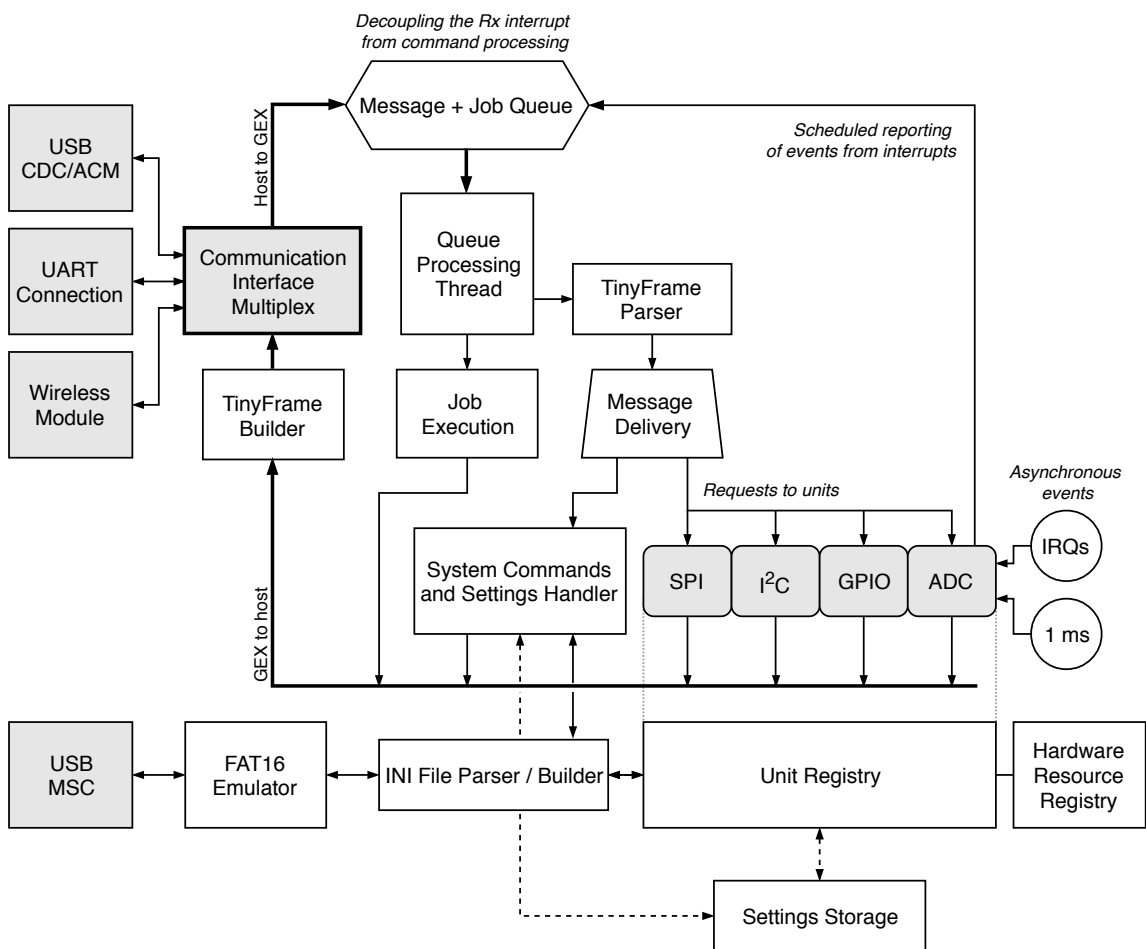 Decoupling the Rx interrupt
from command processing
Message + Job Queue
Host to GEX
Scheduled reporting
of events from interrupts
USB
CDC/ACM
UART
Connection
Wireless
Module
Communication
Interface
Multiplex
Queue
Processing
Thread
TinyFrame
Parser
TinyFrame
Builder
Job
Execution
Message
Delivery
Requests to units
Asynchronous
events
IRQs
1 ms
System Commands
and Settings Handler
SPI
I²C
GPIO
ADC
GEX to host
USB
MSC
FAT16
Emulator
INI File Parser / Builder
Unit Registry
Hardware
Resource
Registry
Settings Storage